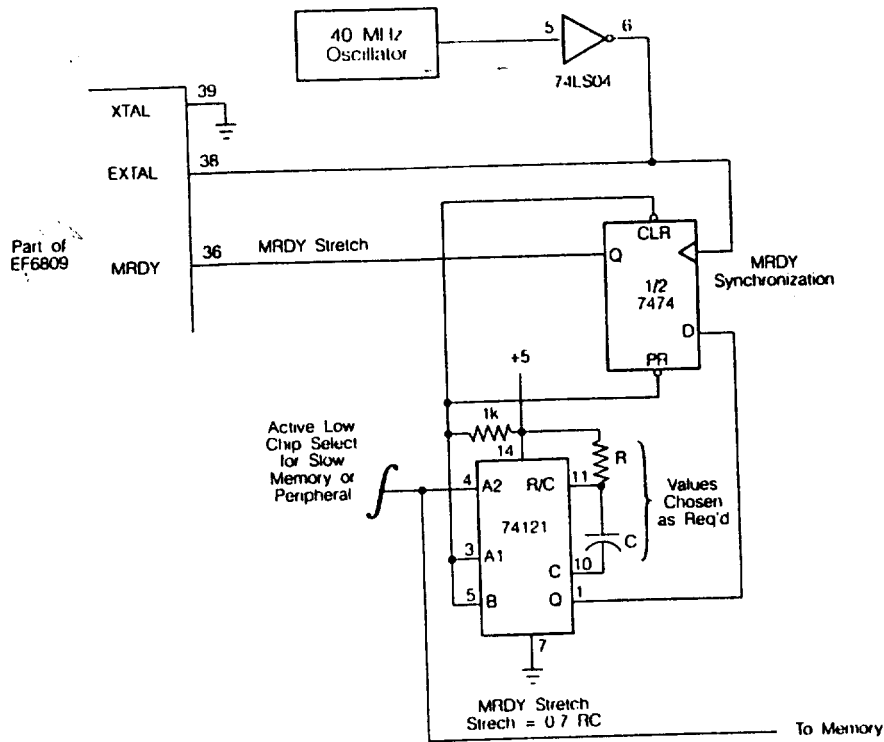 40 MHz
Oscillator
5
6
74LS04
39
XTAL
38
EXTAL
Part of
EF6809
MRDY
36
MRDY Stretch
CLR
Q
1/2
7474
D
PR
MRDY
Synchronization
+5
1k
14
R
Active Low
Chip Select
for Slow
Memory or
Peripheral
4
A2
R/C
11
74121
Values
Chosen
as Req'd
3
A1
C
10
C
5
B
Q
1
7
MRDY Stretch
Strech = 0.7 RC
To Memory